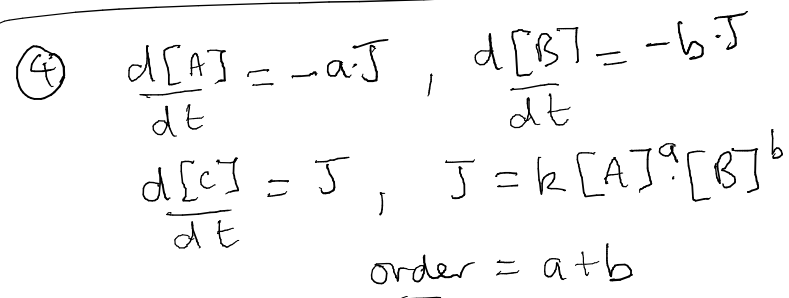 ④ d[A]/dt = -a·J , d[B]/dt = -b·J
d[C]/dt = J , J = k[A]^a·[B]^b
order = a+b